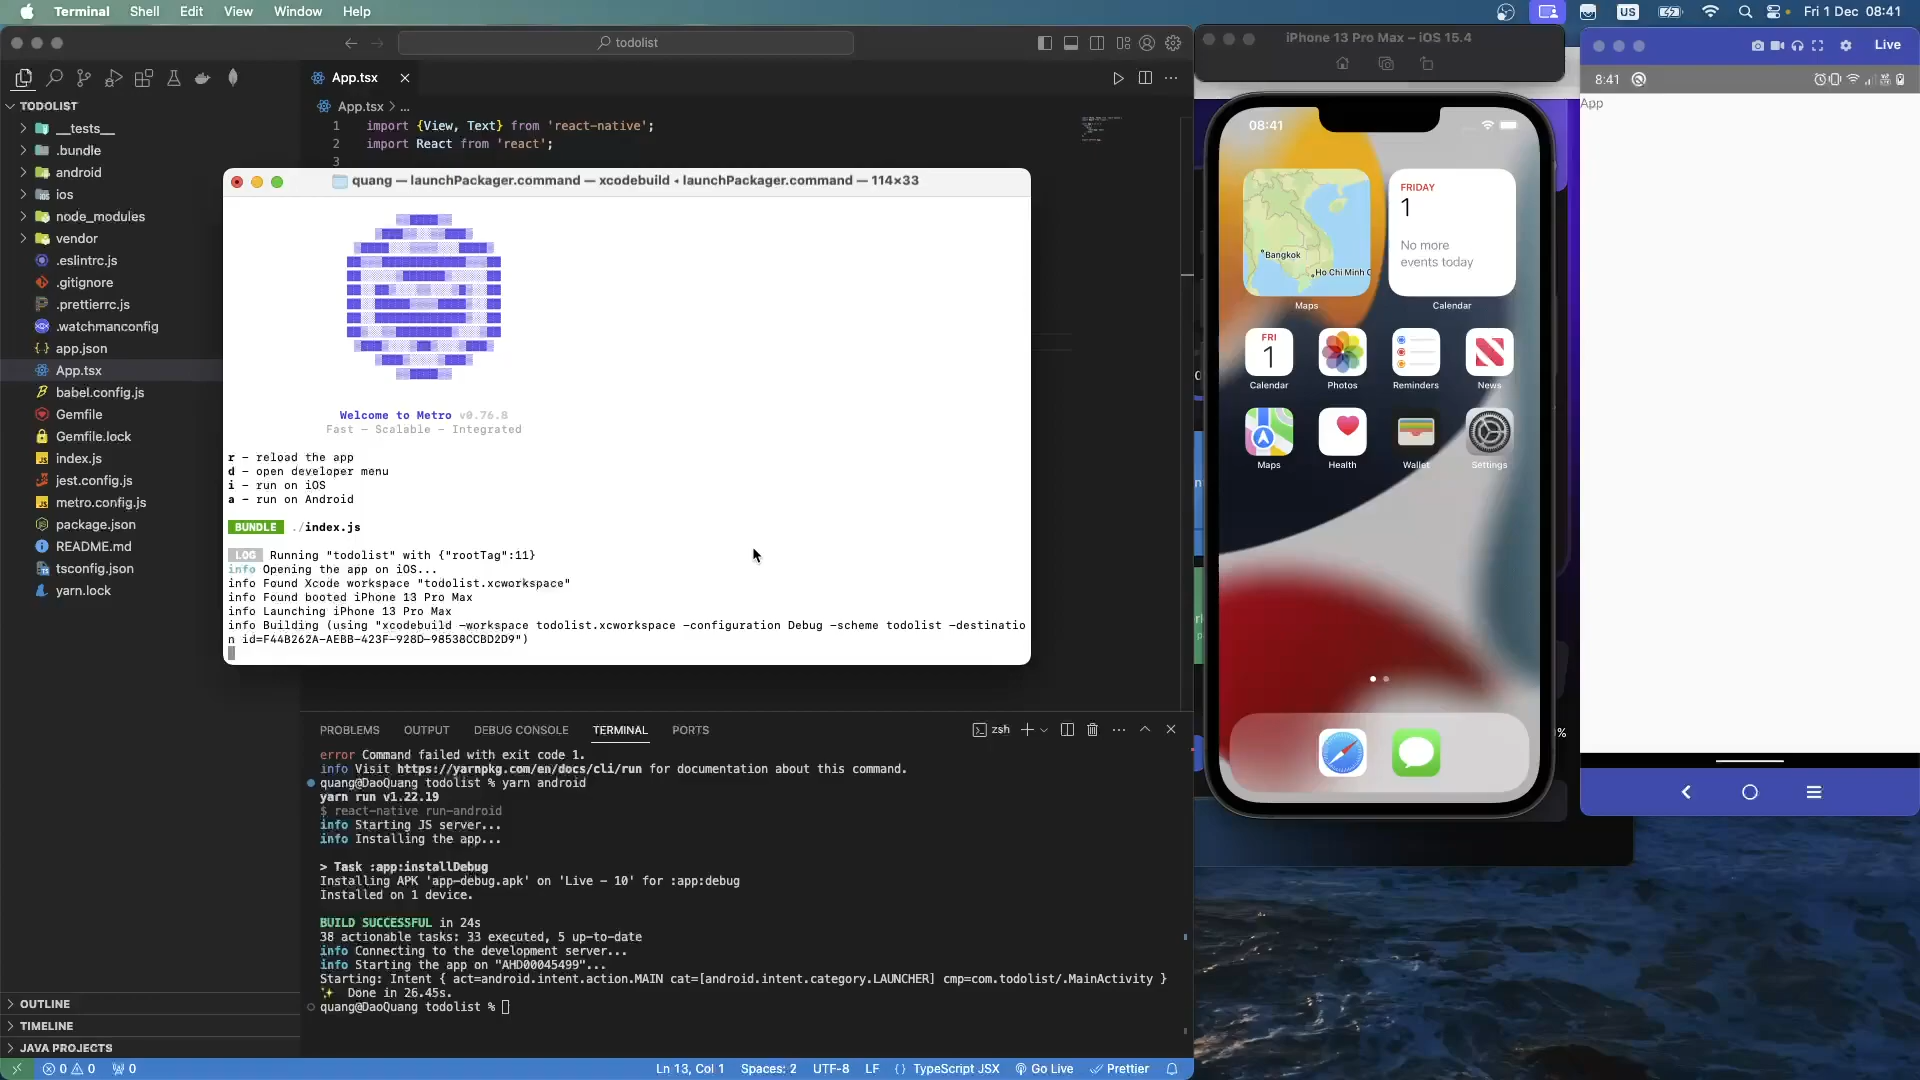 Terminal Shell Edit View Window Help
US
Fri 1 Dec 08:41
todolist
TODOLIST
__tests__
.bundle
android
ios
node_modules
vendor
.eslintrc.js
.gitignore
.prettierrc.js
.watchmanconfig
app.json
App.tsx
babel.config.js
Gemfile
Gemfile.lock
index.js
jest.config.js
metro.config.js
package.json
README.md
tsconfig.json
yarn.lock
OUTLINE
TIMELINE
JAVA PROJECTS
App.tsx
App.tsx > ...
1 import {View, Text} from 'react-native';
2 import React from 'react';
3
quang — launchPackager.command — xcodebuild ◂ launchPackager.command — 114×33
Welcome to Metro v0.76.8
Fast – Scalable – Integrated
r – reload the app
d – open developer menu
i – run on iOS
a – run on Android
BUNDLE ./index.js
LOG Running "todolist" with {"rootTag":11}
info Opening the app on iOS...
info Found Xcode workspace "todolist.xcworkspace"
info Found booted iPhone 13 Pro Max
info Launching iPhone 13 Pro Max
info Building (using "xcodebuild -workspace todolist.xcworkspace -configuration Debug -scheme todolist -destinatio
n id=F44B262A-AEBB-423F-928D-98538CCBD2D9")
PROBLEMS OUTPUT DEBUG CONSOLE TERMINAL PORTS
zsh
error Command failed with exit code 1.
info Visit https://yarnpkg.com/en/docs/cli/run for documentation about this command.
quang@DaoQuang todolist % yarn android
yarn run v1.22.19
$ react-native run-android
info Starting JS server...
info Installing the app...
> Task :app:installDebug
Installing APK 'app-debug.apk' on 'Live - 10' for :app:debug
Installed on 1 device.
BUILD SUCCESSFUL in 24s
38 actionable tasks: 33 executed, 5 up-to-date
info Connecting to the development server...
info Starting the app on "AHD00045499"...
Starting: Intent { act=android.intent.action.MAIN cat=[android.intent.category.LAUNCHER] cmp=com.todolist/.MainActivity }
✨ Done in 26.45s.
quang@DaoQuang todolist %
0 0 0
Ln 13, Col 1 Spaces: 2 UTF-8 LF {} TypeScript JSX Go Live Prettier
iPhone 13 Pro Max – iOS 15.4
08:41
Bangkok
Ho Chi Minh C
Maps
FRIDAY
1
No more
events today
Calendar
FRI
1
Calendar Photos Reminders News
Maps Health Wallet Settings
%
Live
8:41
App